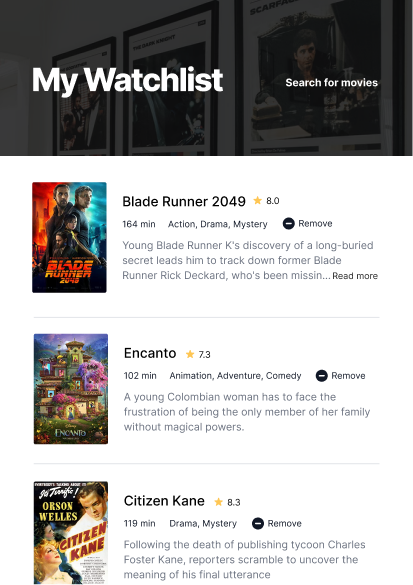 SCARFACE
THE DARK KNIGHT
My Watchlist
Search for movies
Blade Runner 2049 8.0
164 min Action, Drama, Mystery Remove
Young Blade Runner K's discovery of a long-buried
secret leads him to track down former Blade
Runner Rick Deckard, who's been missin... Read more
BLADE
RUNNER
2049
Encanto 7.3
102 min Animation, Adventure, Comedy Remove
A young Colombian woman has to face the
frustration of being the only member of her family
without magical powers.
ENCANTO
EVERYBODY'S TALKING ABOUT
It's Terrific!
ORSON
WELLES
CITIZEN
KANE
Citizen Kane 8.3
119 min Drama, Mystery Remove
Following the death of publishing tycoon Charles
Foster Kane, reporters scramble to uncover the
meaning of his final utterance